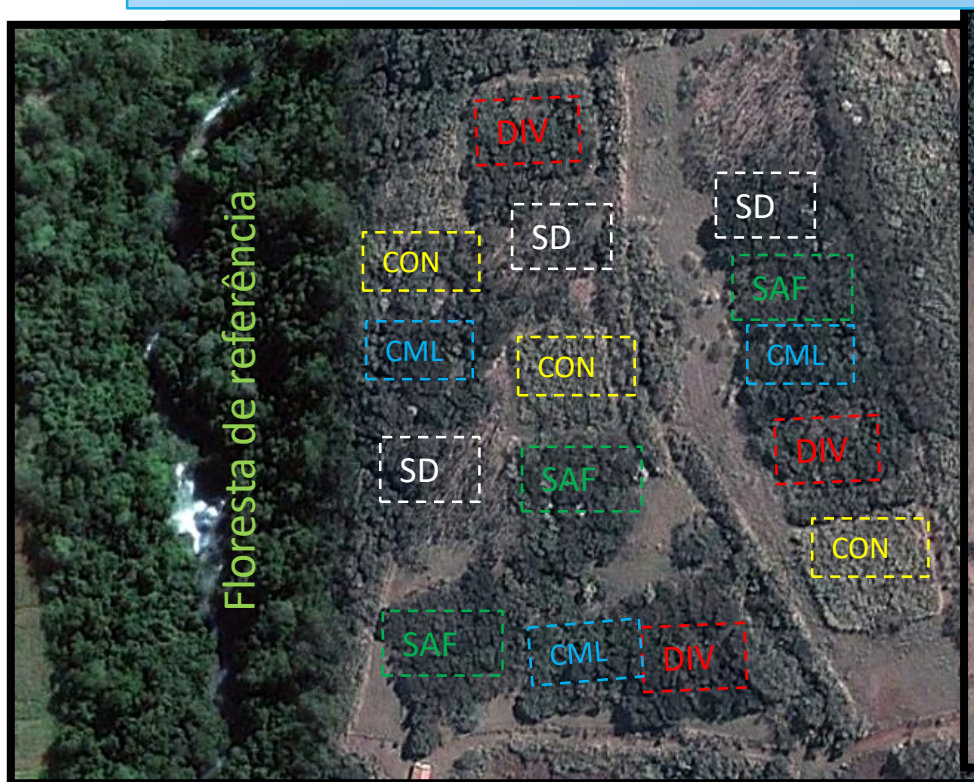 Floresta de referência
DIV
SD
SD
CON
SAF
CML
CML
CON
DIV
SD
SAF
CON
SAF
CML
DIV